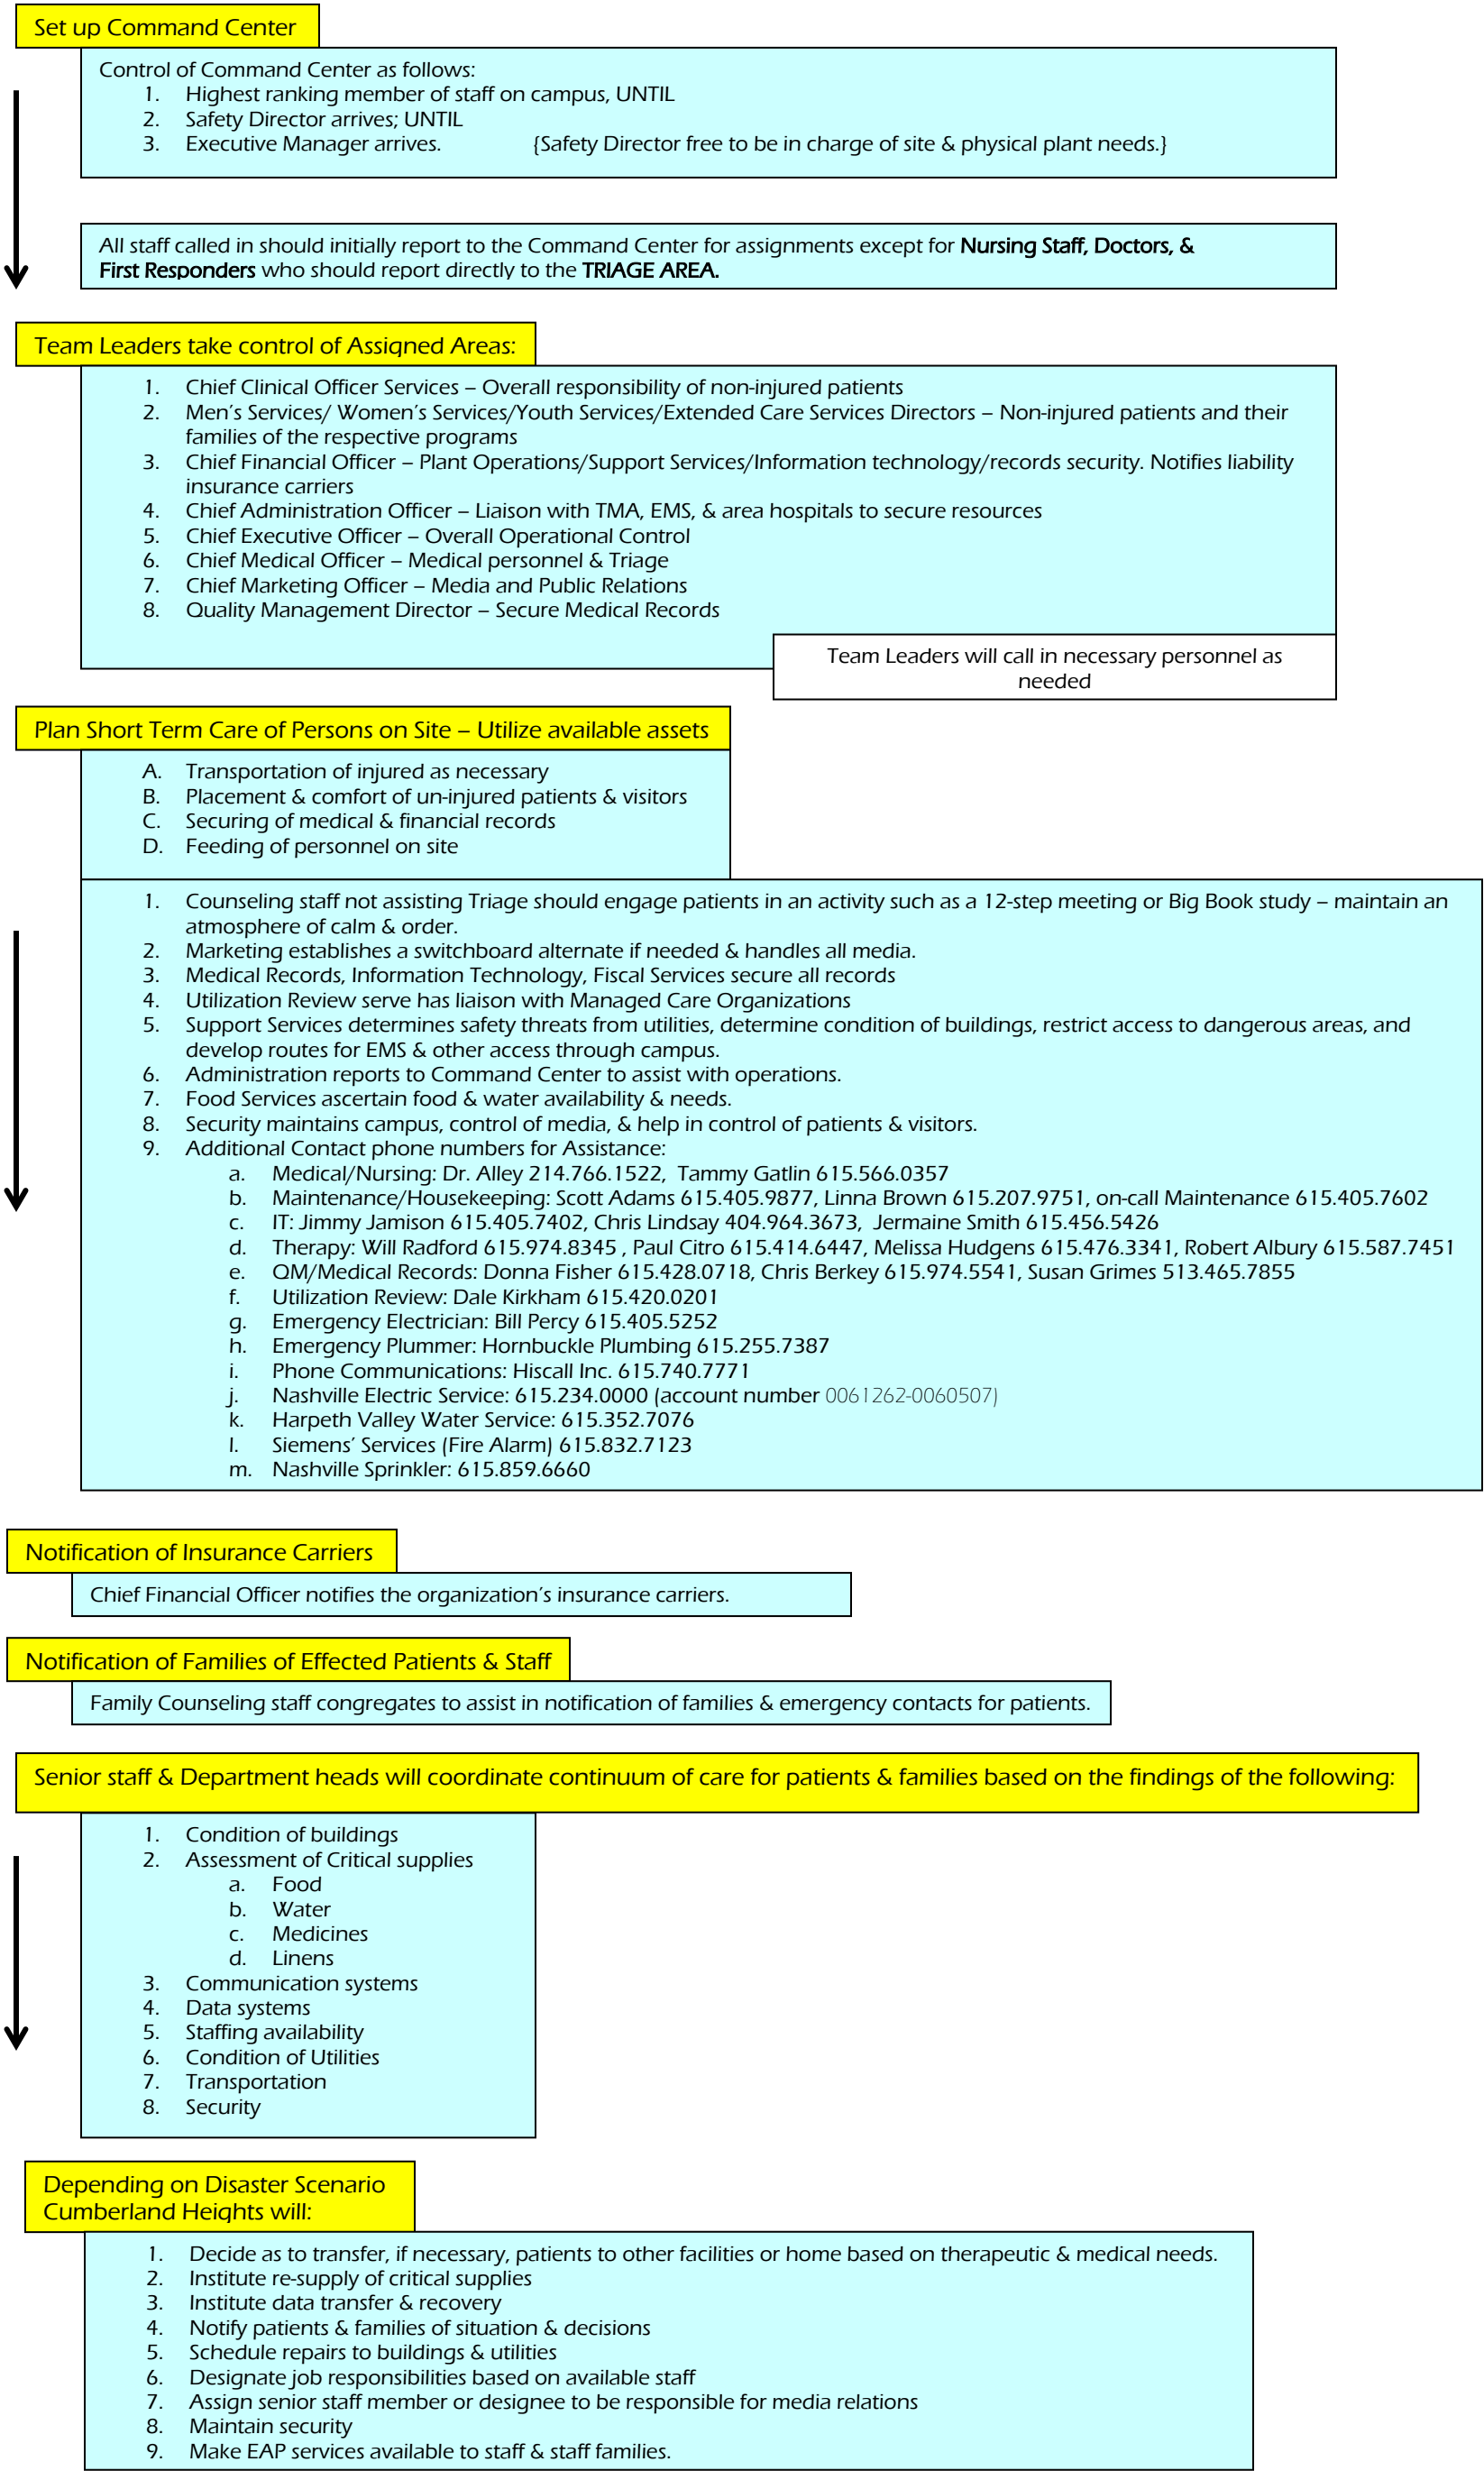 Set up Command Center
Control of Command Center as follows:
1. Highest ranking member of staff on campus, UNTIL
2. Safety Director arrives; UNTIL
3. Executive Manager arrives. {Safety Director free to be in charge of site & physical plant needs.}
All staff called in should initially report to the Command Center for assignments except for Nursing Staff, Doctors, &
First Responders who should report directly to the TRIAGE AREA.
Team Leaders take control of Assigned Areas:
1. Chief Clinical Officer Services – Overall responsibility of non-injured patients
2. Men's Services/ Women's Services/Youth Services/Extended Care Services Directors – Non-injured patients and their
families of the respective programs
3. Chief Financial Officer – Plant Operations/Support Services/Information technology/records security. Notifies liability
insurance carriers
4. Chief Administration Officer – Liaison with TMA, EMS, & area hospitals to secure resources
5. Chief Executive Officer – Overall Operational Control
6. Chief Medical Officer – Medical personnel & Triage
7. Chief Marketing Officer – Media and Public Relations
8. Quality Management Director – Secure Medical Records
Team Leaders will call in necessary personnel as
needed
Plan Short Term Care of Persons on Site – Utilize available assets
A. Transportation of injured as necessary
B. Placement & comfort of un-injured patients & visitors
C. Securing of medical & financial records
D. Feeding of personnel on site
1. Counseling staff not assisting Triage should engage patients in an activity such as a 12-step meeting or Big Book study – maintain an
atmosphere of calm & order.
2. Marketing establishes a switchboard alternate if needed & handles all media.
3. Medical Records, Information Technology, Fiscal Services secure all records
4. Utilization Review serve has liaison with Managed Care Organizations
5. Support Services determines safety threats from utilities, determine condition of buildings, restrict access to dangerous areas, and
develop routes for EMS & other access through campus.
6. Administration reports to Command Center to assist with operations.
7. Food Services ascertain food & water availability & needs.
8. Security maintains campus, control of media, & help in control of patients & visitors.
9. Additional Contact phone numbers for Assistance:
a. Medical/Nursing: Dr. Alley 214.766.1522, Tammy Gatlin 615.566.0357
b. Maintenance/Housekeeping: Scott Adams 615.405.9877, Linna Brown 615.207.9751, on-call Maintenance 615.405.7602
c. IT: Jimmy Jamison 615.405.7402, Chris Lindsay 404.964.3673, Jermaine Smith 615.456.5426
d. Therapy: Will Radford 615.974.8345 , Paul Citro 615.414.6447, Melissa Hudgens 615.476.3341, Robert Albury 615.587.7451
e. QM/Medical Records: Donna Fisher 615.428.0718, Chris Berkey 615.974.5541, Susan Grimes 513.465.7855
f. Utilization Review: Dale Kirkham 615.420.0201
g. Emergency Electrician: Bill Percy 615.405.5252
h. Emergency Plummer: Hornbuckle Plumbing 615.255.7387
i. Phone Communications: Hiscall Inc. 615.740.7771
j. Nashville Electric Service: 615.234.0000 (account number 0061262-0060507)
k. Harpeth Valley Water Service: 615.352.7076
l. Siemens' Services (Fire Alarm) 615.832.7123
m. Nashville Sprinkler: 615.859.6660
Notification of Insurance Carriers
Chief Financial Officer notifies the organization's insurance carriers.
Notification of Families of Effected Patients & Staff
Family Counseling staff congregates to assist in notification of families & emergency contacts for patients.
Senior staff & Department heads will coordinate continuum of care for patients & families based on the findings of the following:
1. Condition of buildings
2. Assessment of Critical supplies
a. Food
b. Water
c. Medicines
d. Linens
3. Communication systems
4. Data systems
5. Staffing availability
6. Condition of Utilities
7. Transportation
8. Security
Depending on Disaster Scenario
Cumberland Heights will:
1. Decide as to transfer, if necessary, patients to other facilities or home based on therapeutic & medical needs.
2. Institute re-supply of critical supplies
3. Institute data transfer & recovery
4. Notify patients & families of situation & decisions
5. Schedule repairs to buildings & utilities
6. Designate job responsibilities based on available staff
7. Assign senior staff member or designee to be responsible for media relations
8. Maintain security
9. Make EAP services available to staff & staff families.